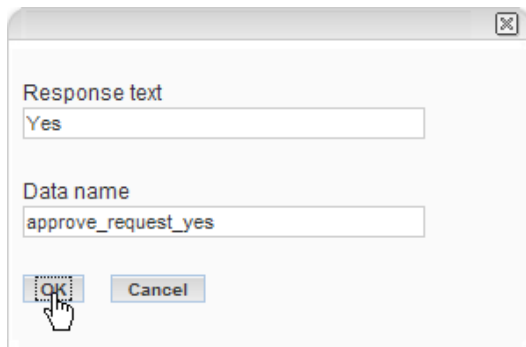 Response text
Yes
Data name
approve_request_yes
OK Cancel